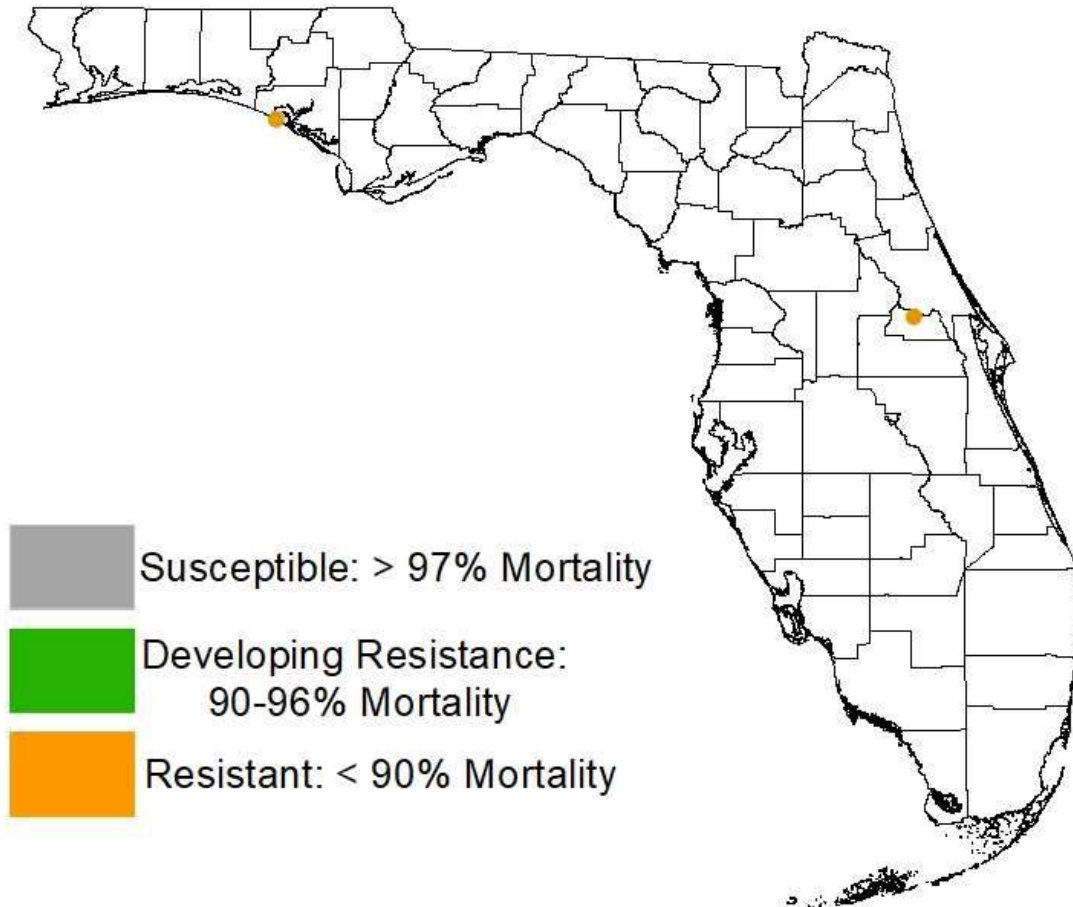 Susceptible: > 97% Mortality
Developing Resistance:
90-96% Mortality
Resistant: < 90% Mortality